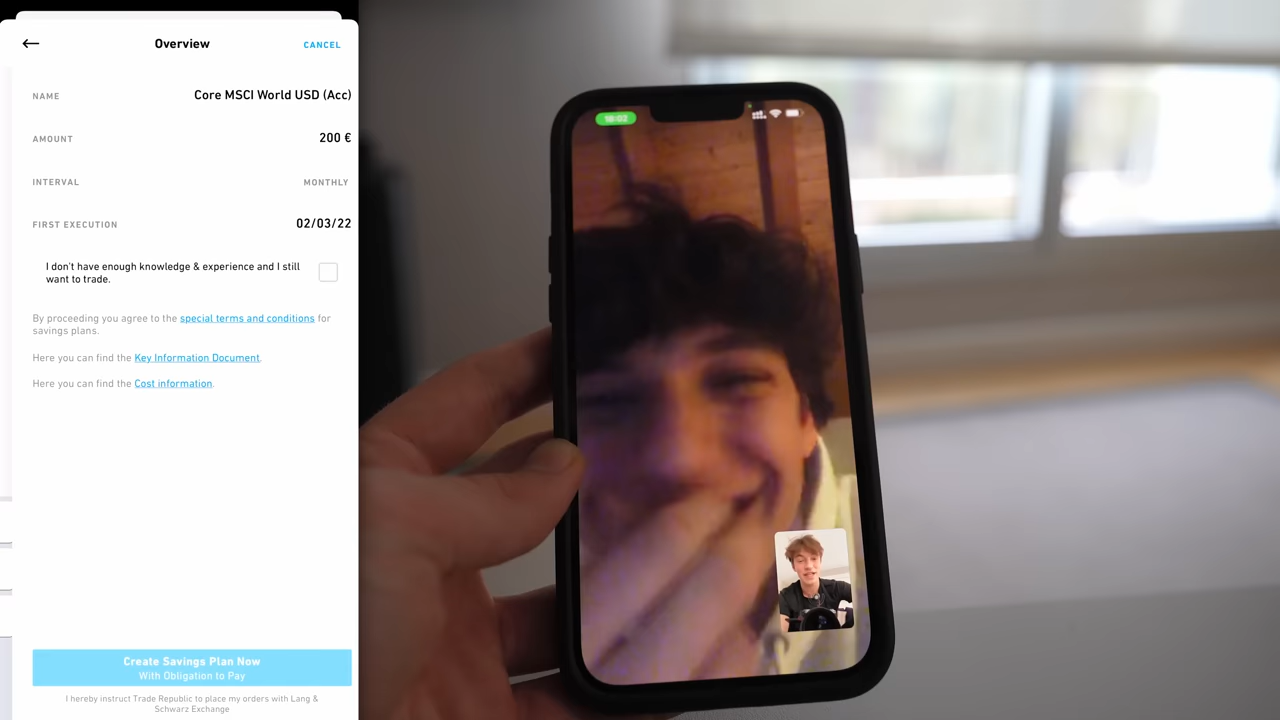 Overview
CANCEL
NAME
Core MSCI World USD (Acc)
AMOUNT
200 €
INTERVAL
MONTHLY
FIRST EXECUTION
02/03/22
I don't have enough knowledge & experience and I still
want to trade.
By proceeding you agree to the special terms and conditions for
savings plans.
Here you can find the Key Information Document.
Here you can find the Cost information.
Create Savings Plan Now
With Obligation to Pay
I hereby instruct Trade Republic to place my orders with Lang &
Schwarz Exchange
18:02